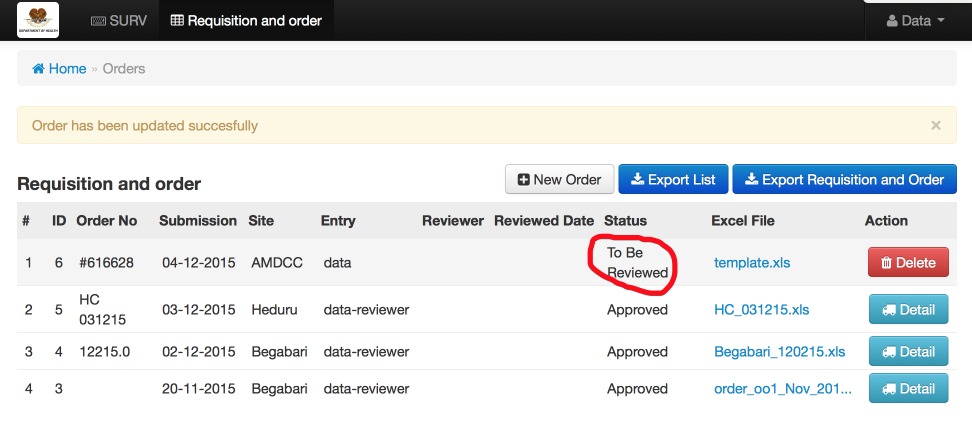 DEPARTMENT OF HEALTH
SURV
Requisition and order
Data
Home » Orders
Order has been updated succesfully
×
Requisition and order
New Order
Export List
Export Requisition and Order
# ID Order No Submission Site Entry Reviewer Reviewed Date Status Excel File Action
1 6 #616628 04-12-2015 AMDCC data To Be Reviewed template.xls Delete
2 5 HC 031215 03-12-2015 Heduru data-reviewer Approved HC_031215.xls Detail
3 4 12215.0 02-12-2015 Begabari data-reviewer Approved Begabari_120215.xls Detail
4 3 20-11-2015 Begabari data-reviewer Approved order_oo1_Nov_201... Detail